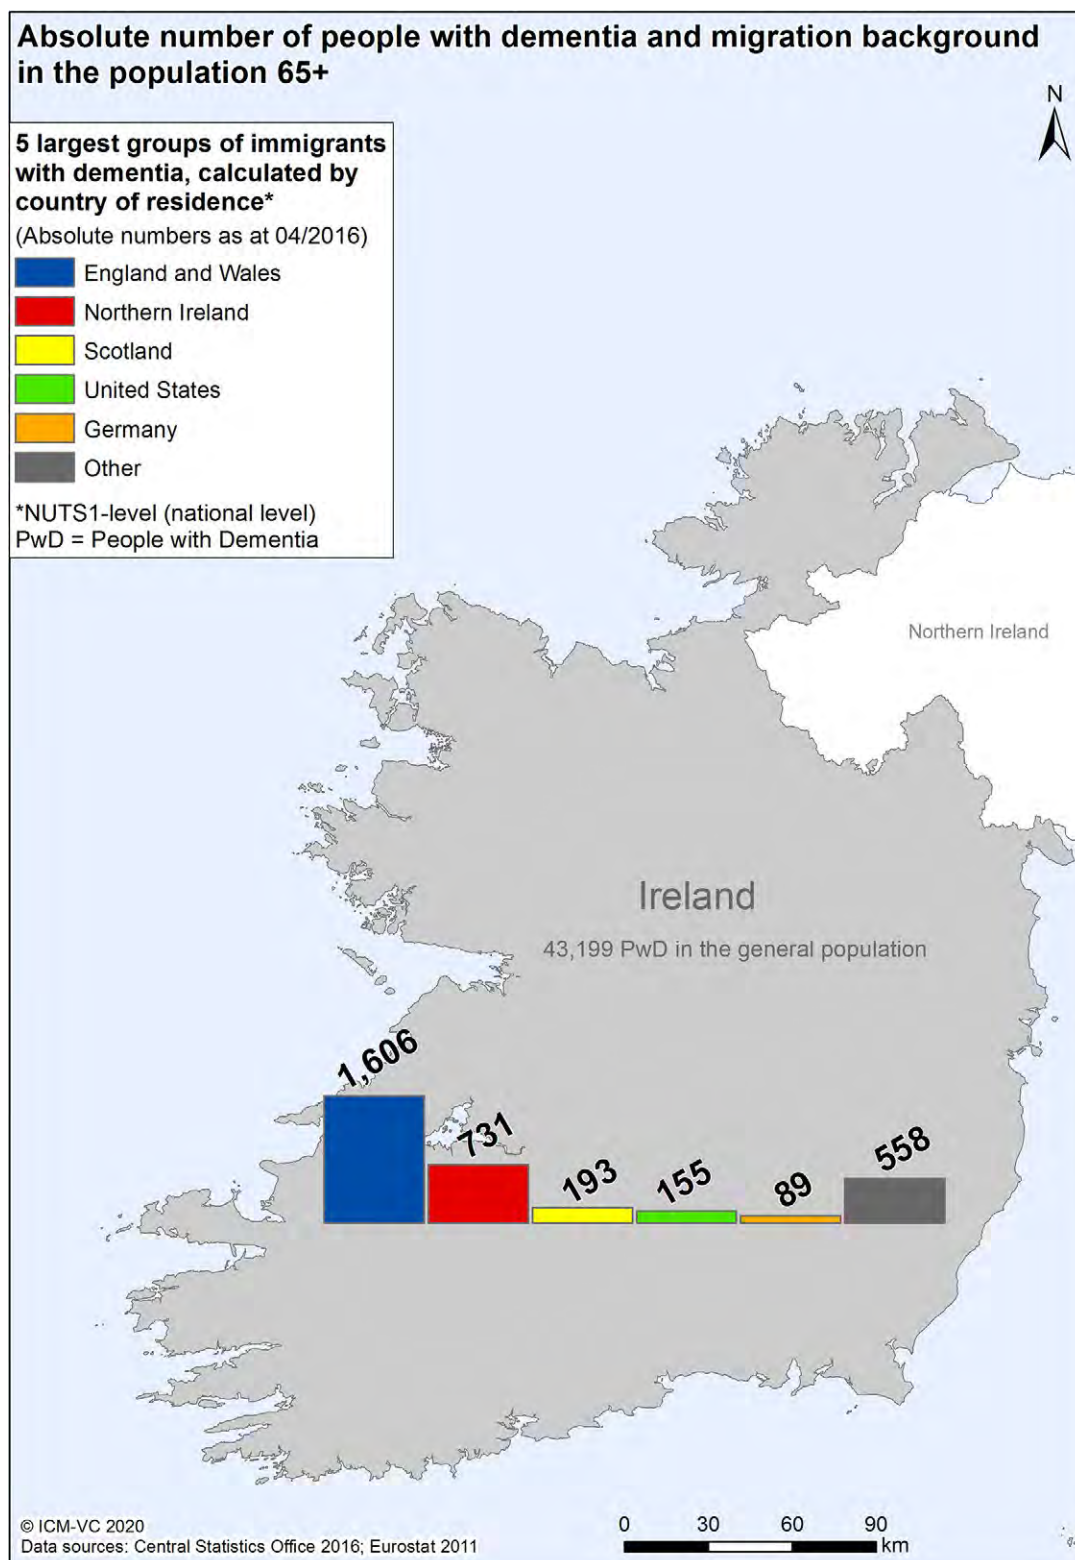 Absolute number of people with dementia and migration background
in the population 65+
N
5 largest groups of immigrants
with dementia, calculated by
country of residence*
(Absolute numbers as at 04/2016)
England and Wales
Northern Ireland
Scotland
United States
Germany
Other
*NUTS1-level (national level)
PwD = People with Dementia
Northern Ireland
Ireland
43,199 PwD in the general population
1,606
731
193
155
89
558
© ICM-VC 2020
Data sources: Central Statistics Office 2016; Eurostat 2011
0 30 60 90
km